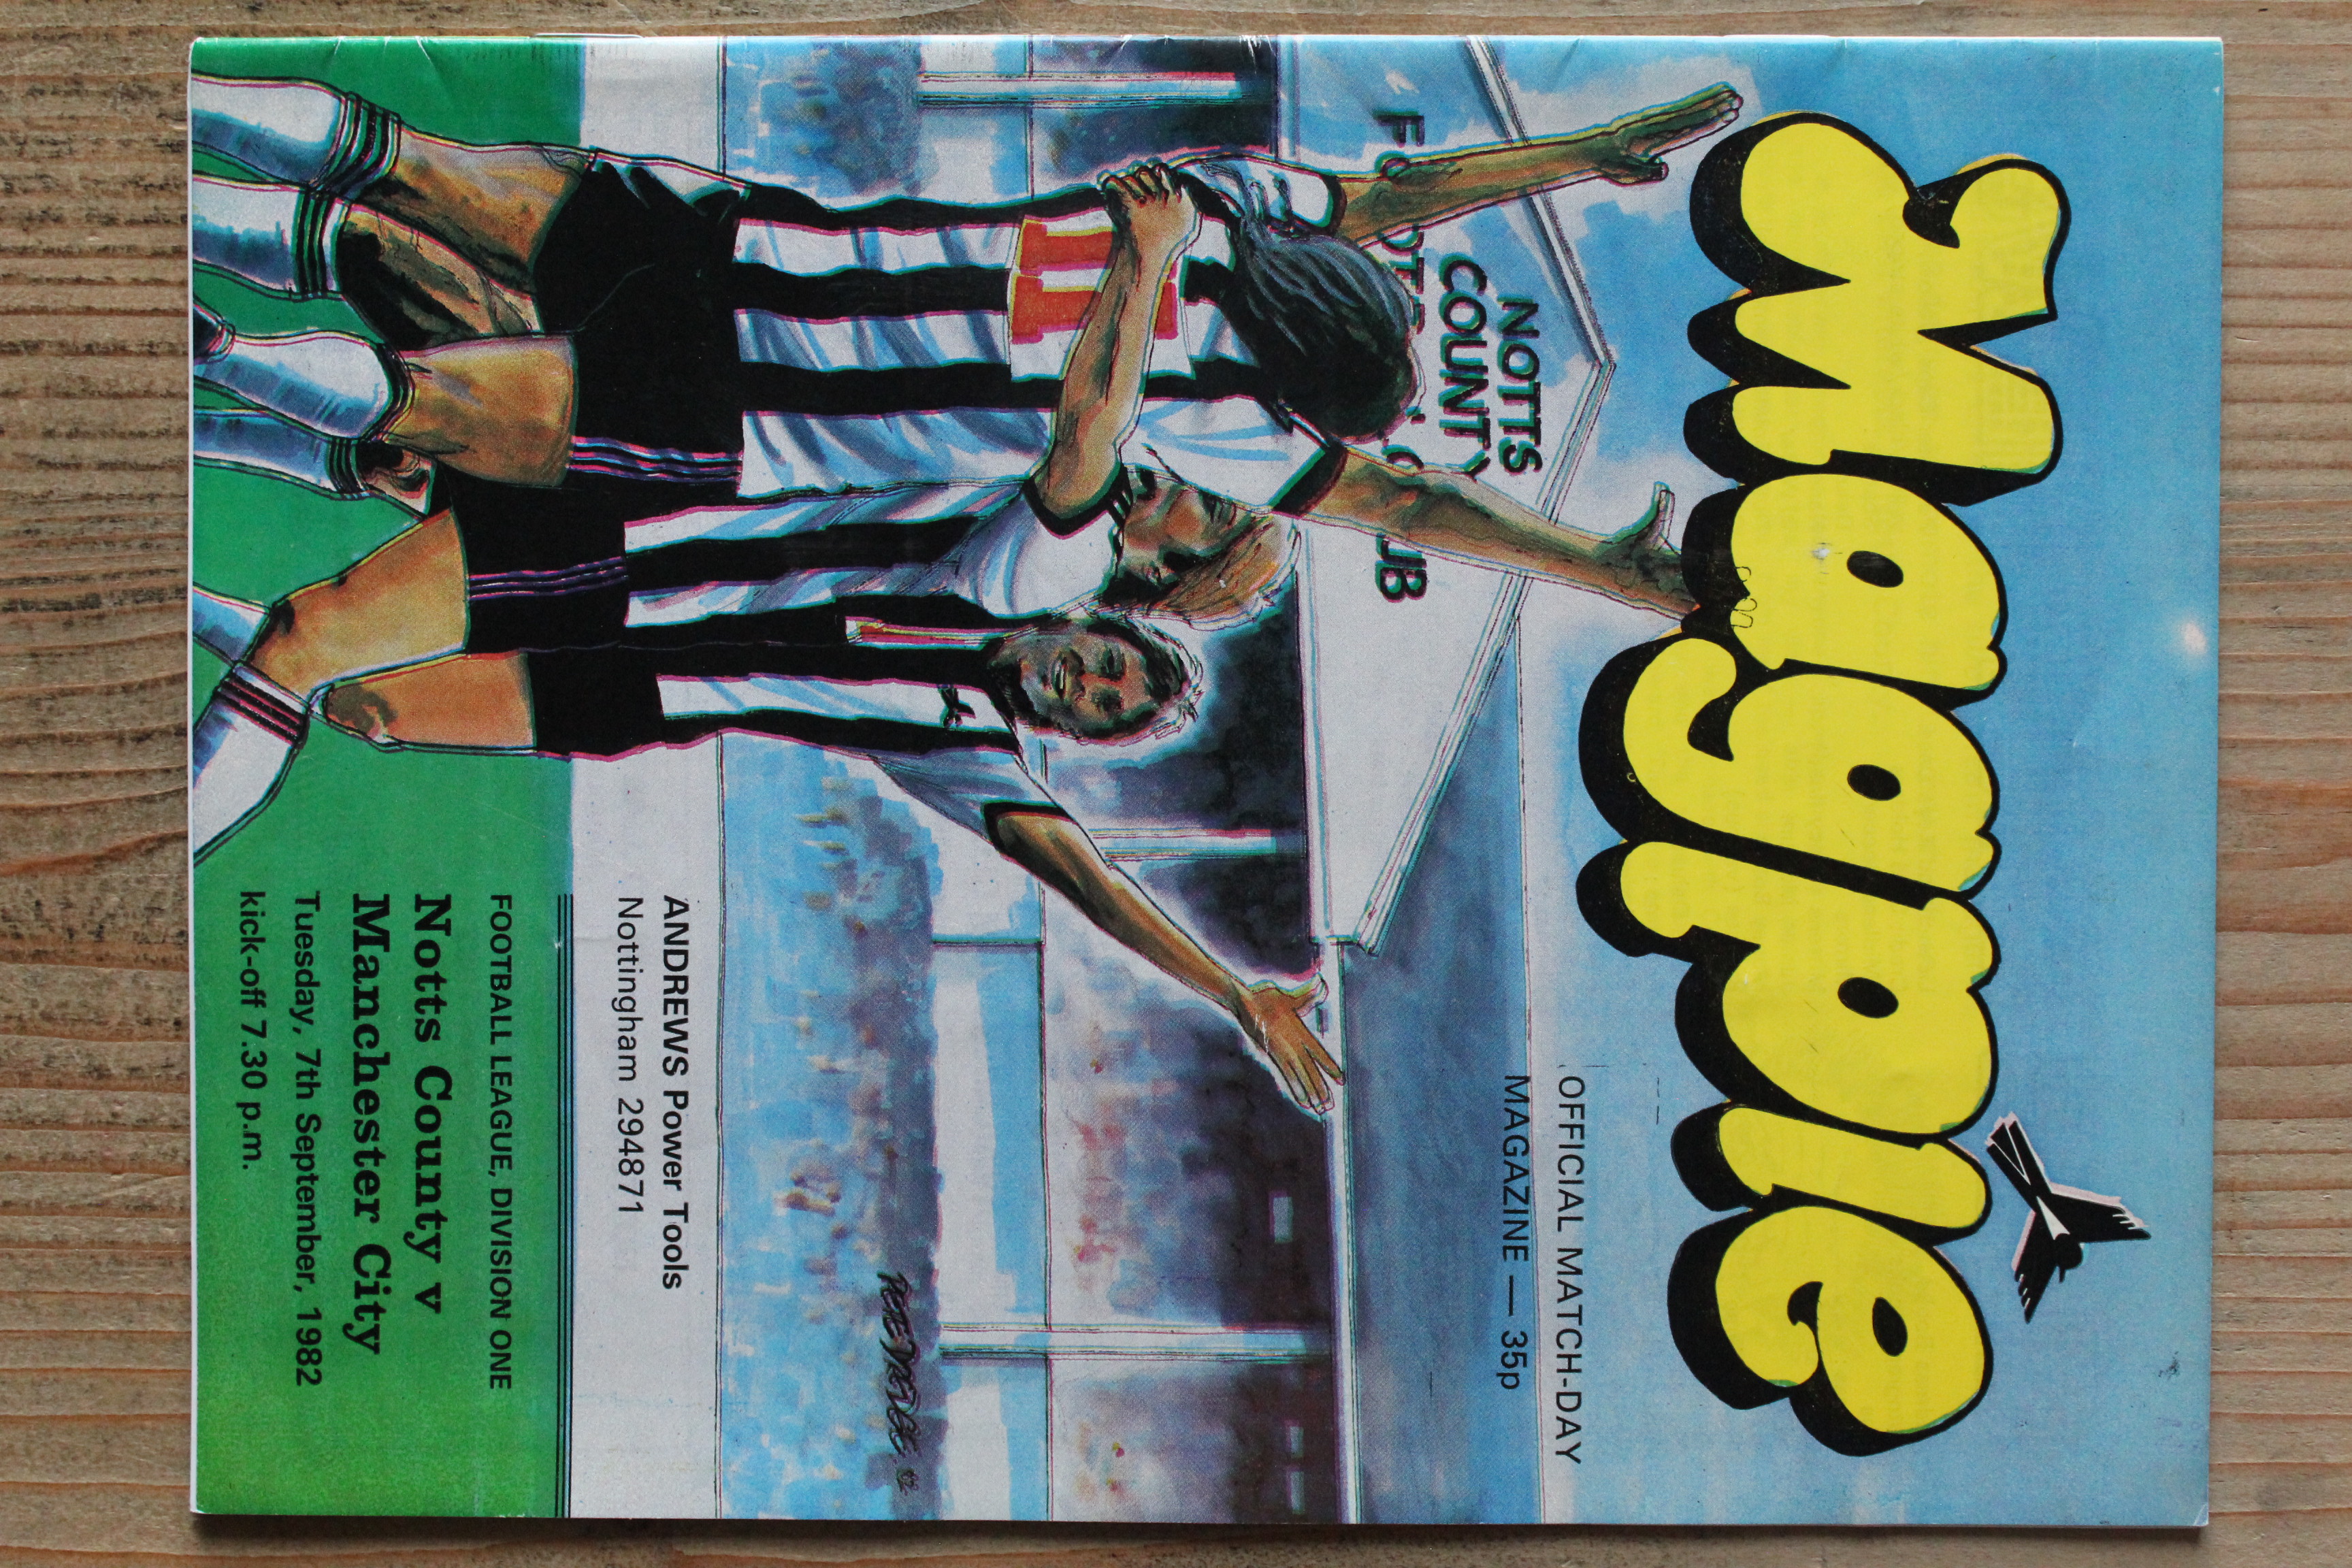 Magpie
OFFICIAL MATCH-DAY
MAGAZINE — 35p
NOTTS
COUNTY
11
ANDREWS Power Tools
Nottingham 294871
FOOTBALL LEAGUE, DIVISION ONE
Notts County v
Manchester City
Tuesday, 7th September, 1982
kick-off 7.30 p.m.